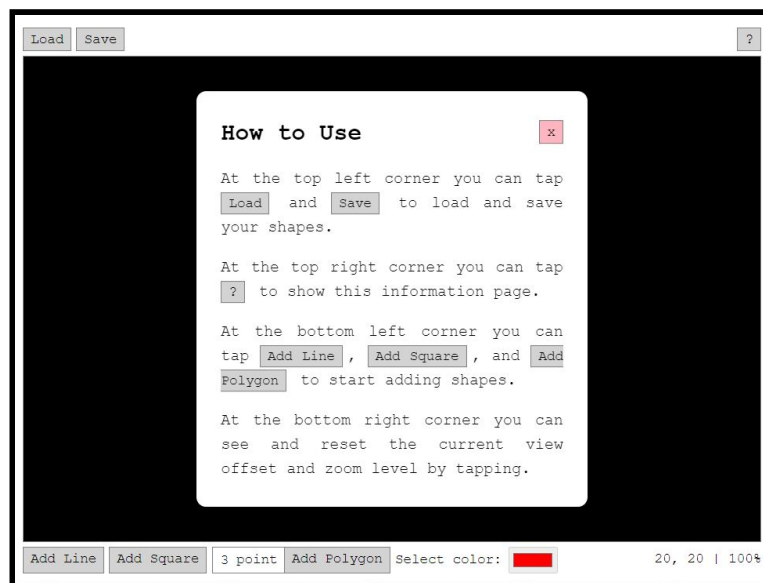 Load Save ?
How to Use x
At the top left corner you can tap
Load and Save to load and save
your shapes.
At the top right corner you can tap
? to show this information page.
At the bottom left corner you can
tap Add Line , Add Square , and Add
Polygon to start adding shapes.
At the bottom right corner you can
see and reset the current view
offset and zoom level by tapping.
Add Line Add Square 3 point Add Polygon Select color: 20, 20 | 100%